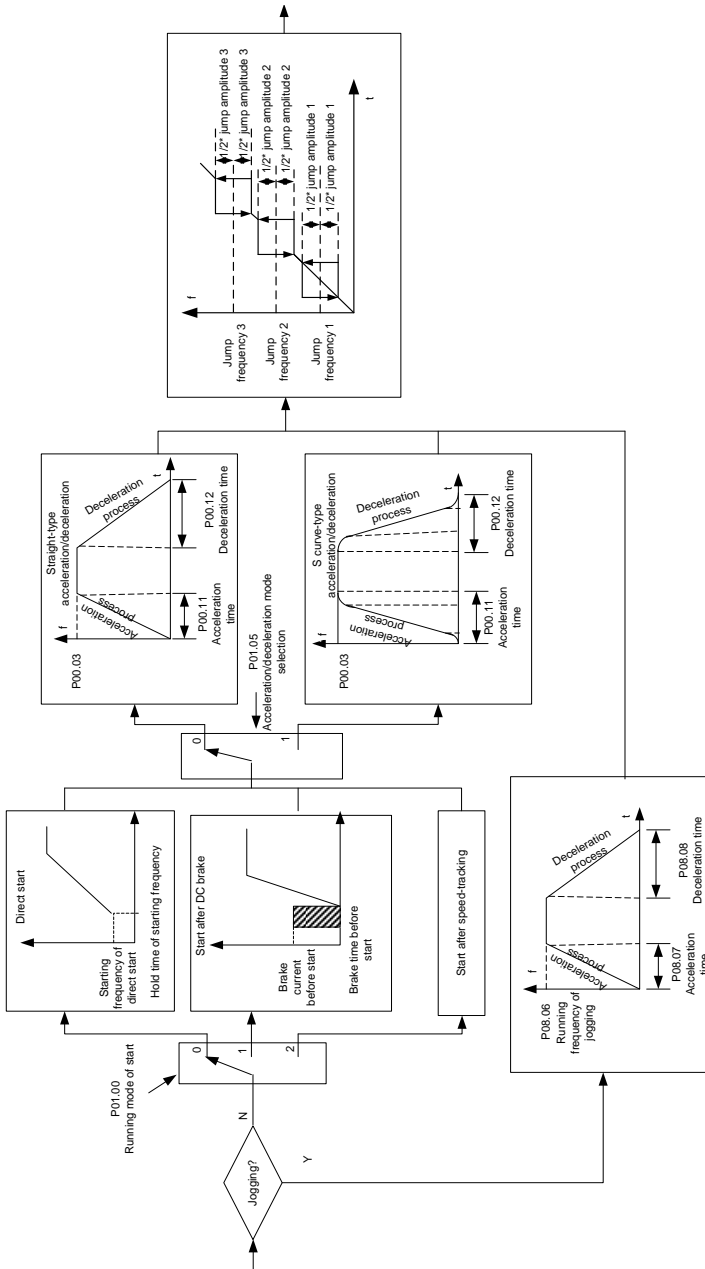 Jogging?
N
Y
P01.00
Running mode of start
0
1
2
Direct start
Starting
frequency of
direct start
Hold time of starting frequency
Start after DC brake
Brake
current
before start
Brake time before
start
Start after speed-tracking
P08.06
Running
frequency of
jogging
f
Acceleration
process
Deceleration
process
t
P08.07
Acceleration
time
P08.08
Deceleration time
0
1
P01.05
Acceleration/deceleration mode
selection
Straight-type
acceleration/deceleration
P00.03
f
Acceleration
process
Deceleration
process
t
P00.11
Acceleration
time
P00.12
Deceleration time
S curve-type
acceleration/deceleration
P00.03
f
Acceleration
process
Deceleration
process
t
P00.11
Acceleration
time
P00.12
Deceleration time
f
Jump
frequency 3
Jump
frequency 2
Jump
frequency 1
1/2* jump amplitude 3
1/2* jump amplitude 3
1/2* jump amplitude 2
1/2* jump amplitude 2
1/2* jump amplitude 1
1/2* jump amplitude 1
t